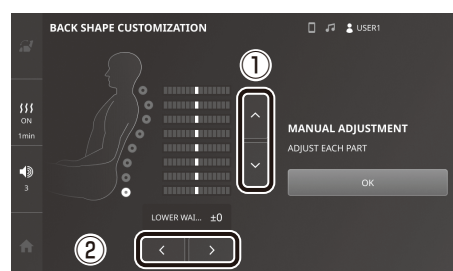 BACK SHAPE CUSTOMIZATION
USER1
ON
1min
3
1
MANUAL ADJUSTMENT
ADJUST EACH PART
OK
LOWER WAI... ±0
2